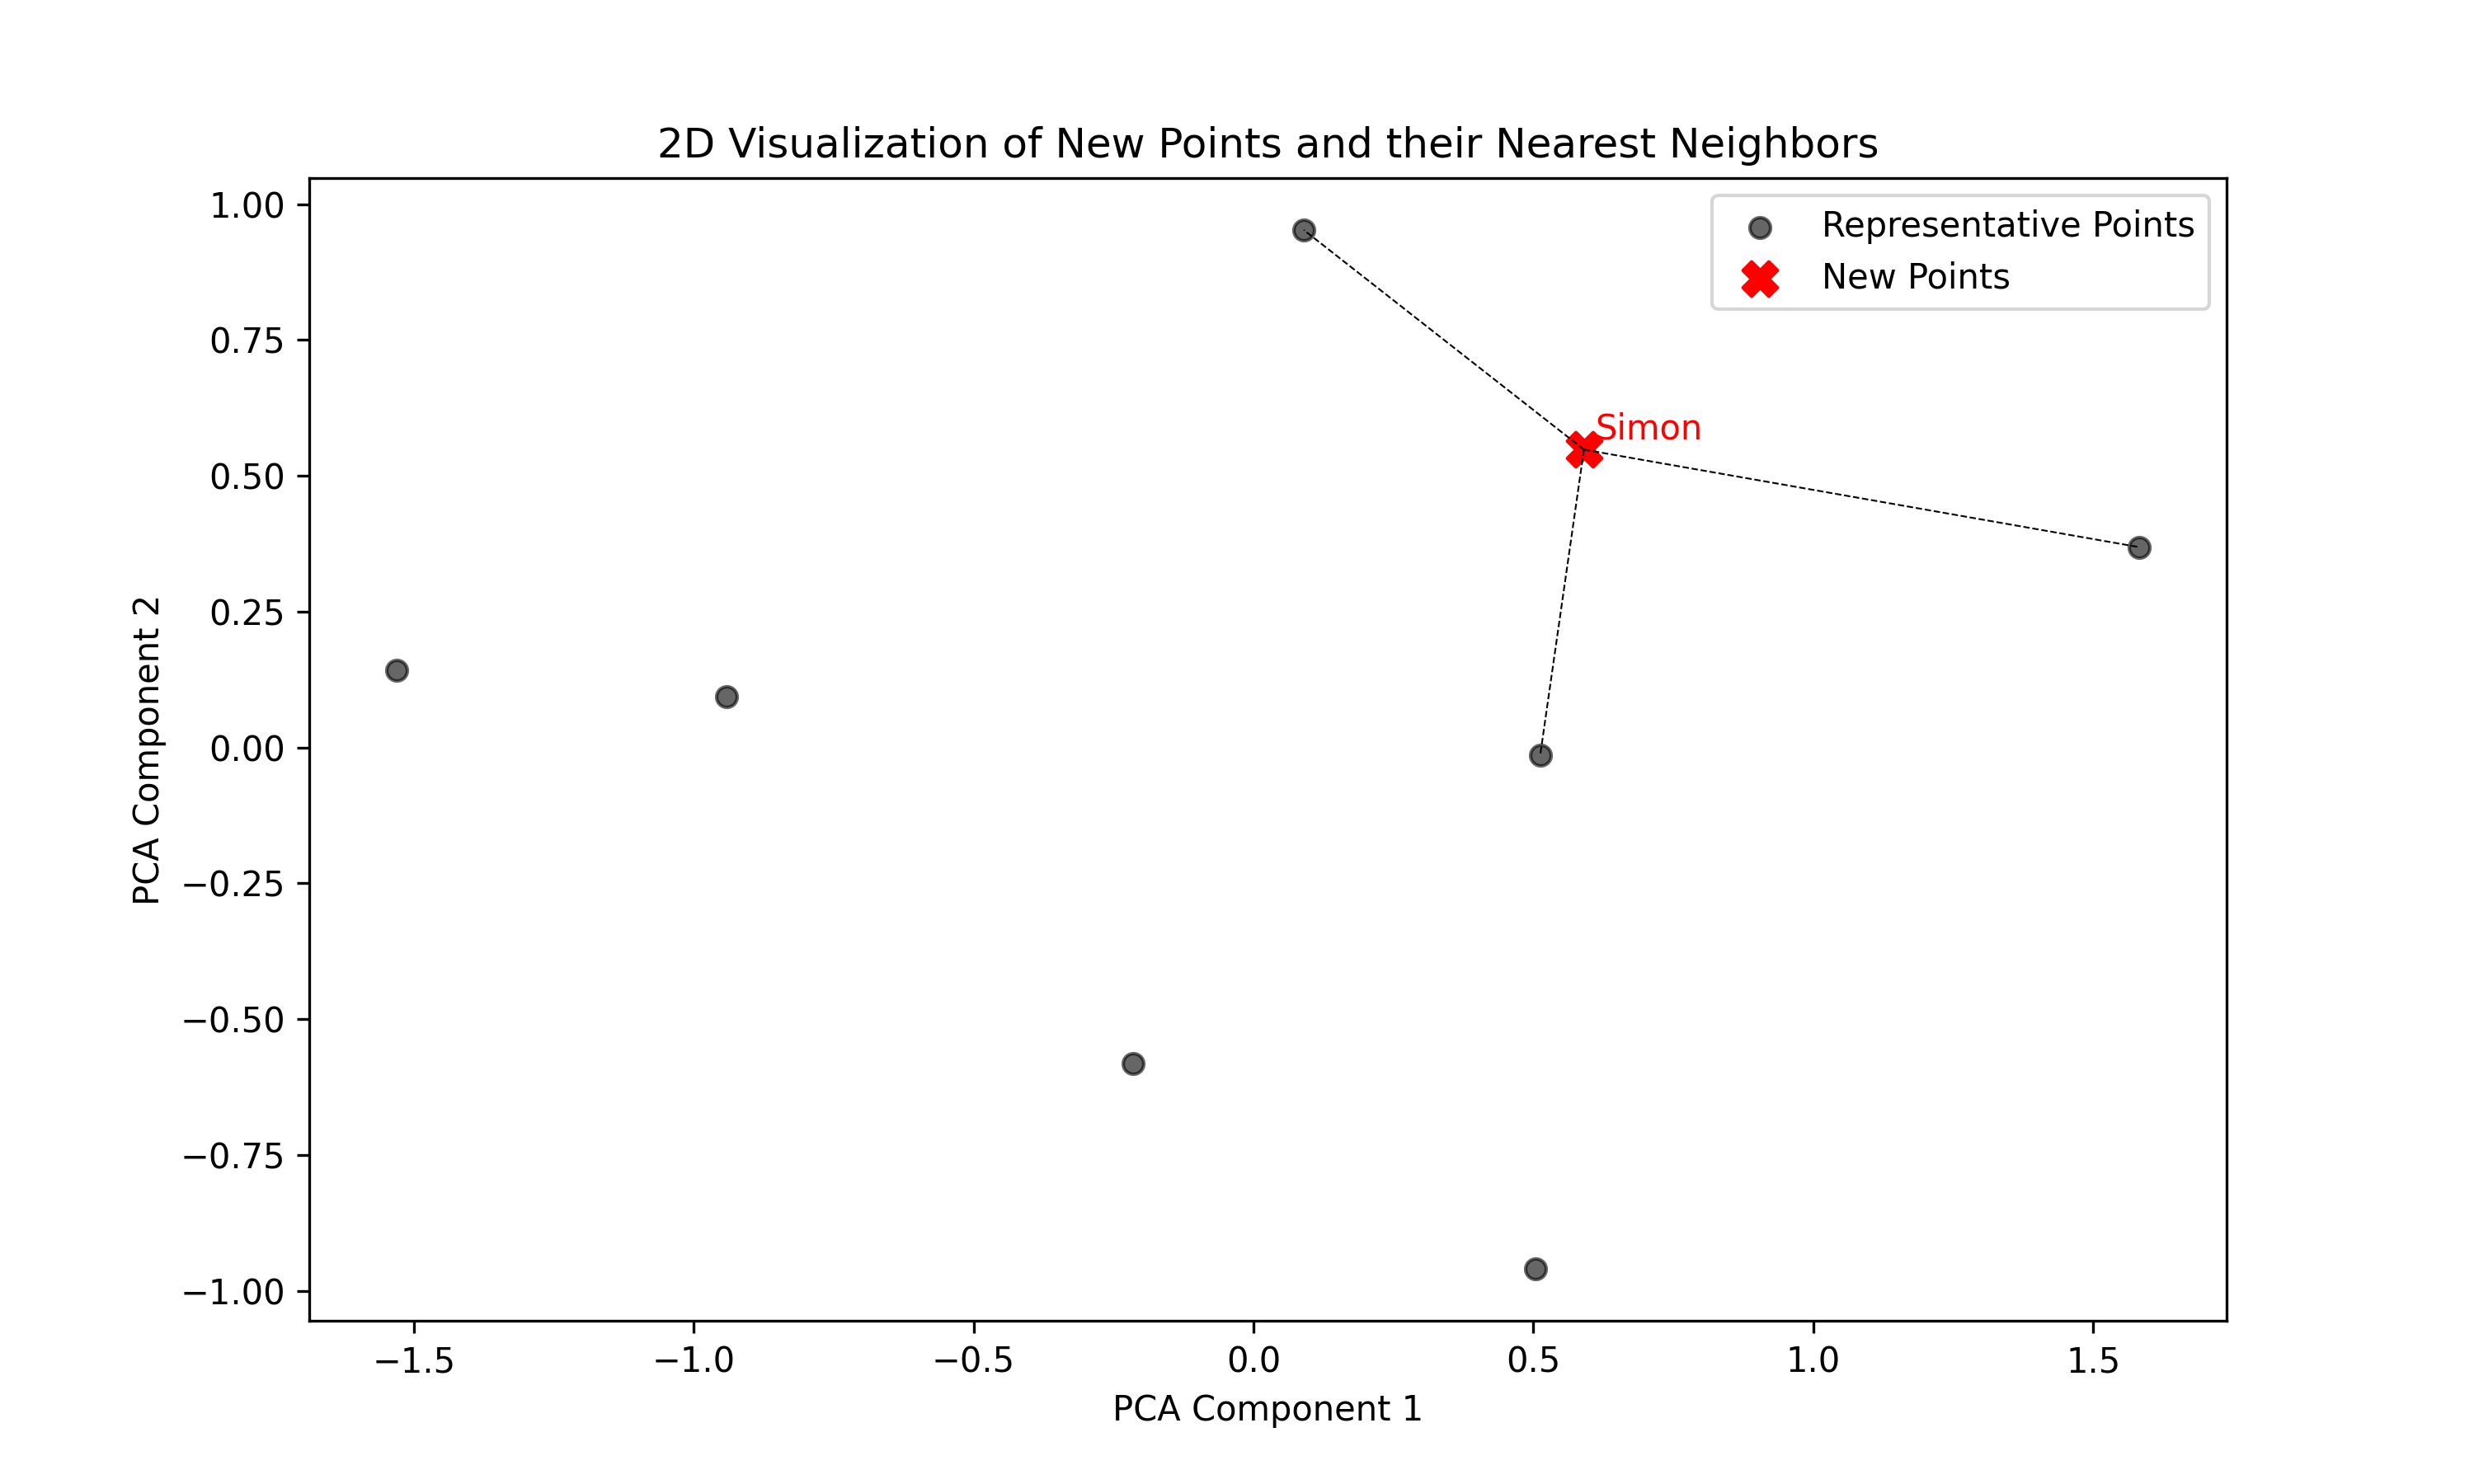 2D Visualization of New Points and their Nearest Neighbors
Representative Points
New Points
Simon
PCA Component 2
1.00
0.75
0.50
0.25
0.00
−0.25
−0.50
−0.75
−1.00
−1.5
−1.0
−0.5
0.0
0.5
1.0
1.5
PCA Component 1